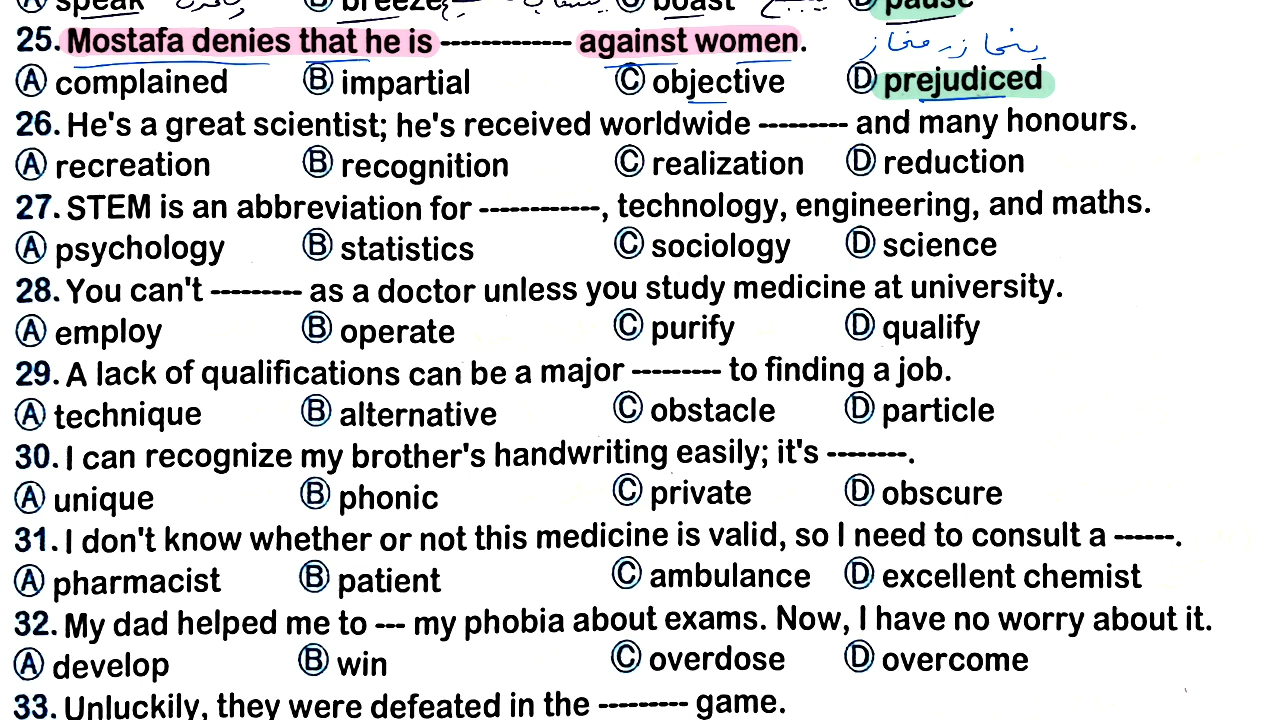 Ⓐ speak Ⓑ breeze Ⓒ boast Ⓓ pause
25. Mostafa denies that he is ------------ against women.
Ⓐ complained Ⓑ impartial Ⓒ objective Ⓓ prejudiced
26. He's a great scientist; he's received worldwide --------- and many honours.
Ⓐ recreation Ⓑ recognition Ⓒ realization Ⓓ reduction
27. STEM is an abbreviation for ------------, technology, engineering, and maths.
Ⓐ psychology Ⓑ statistics Ⓒ sociology Ⓓ science
28. You can't --------- as a doctor unless you study medicine at university.
Ⓐ employ Ⓑ operate Ⓒ purify Ⓓ qualify
29. A lack of qualifications can be a major --------- to finding a job.
Ⓐ technique Ⓑ alternative Ⓒ obstacle Ⓓ particle
30. I can recognize my brother's handwriting easily; it's --------.
Ⓐ unique Ⓑ phonic Ⓒ private Ⓓ obscure
31. I don't know whether or not this medicine is valid, so I need to consult a ------.
Ⓐ pharmacist Ⓑ patient Ⓒ ambulance Ⓓ excellent chemist
32. My dad helped me to --- my phobia about exams. Now, I have no worry about it.
Ⓐ develop Ⓑ win Ⓒ overdose Ⓓ overcome
33. Unluckily, they were defeated in the --------- game.